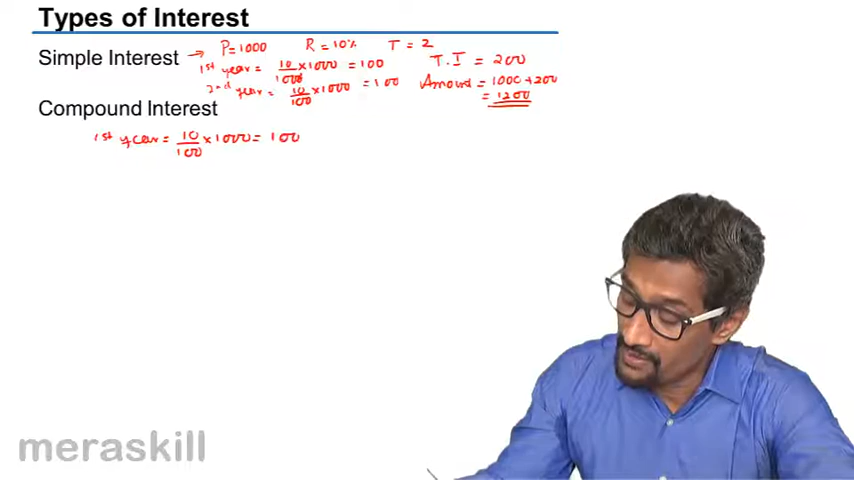 Types of Interest
Simple Interest → P=1000 R=10% T=2
1st year = 10/100 × 1000 = 100 T.I = 200
2nd year = 10/100 × 1000 = 100 Amount = 1000 + 200
= 1200
Compound Interest
1st year = 10/100 × 1000 = 100
meraskill